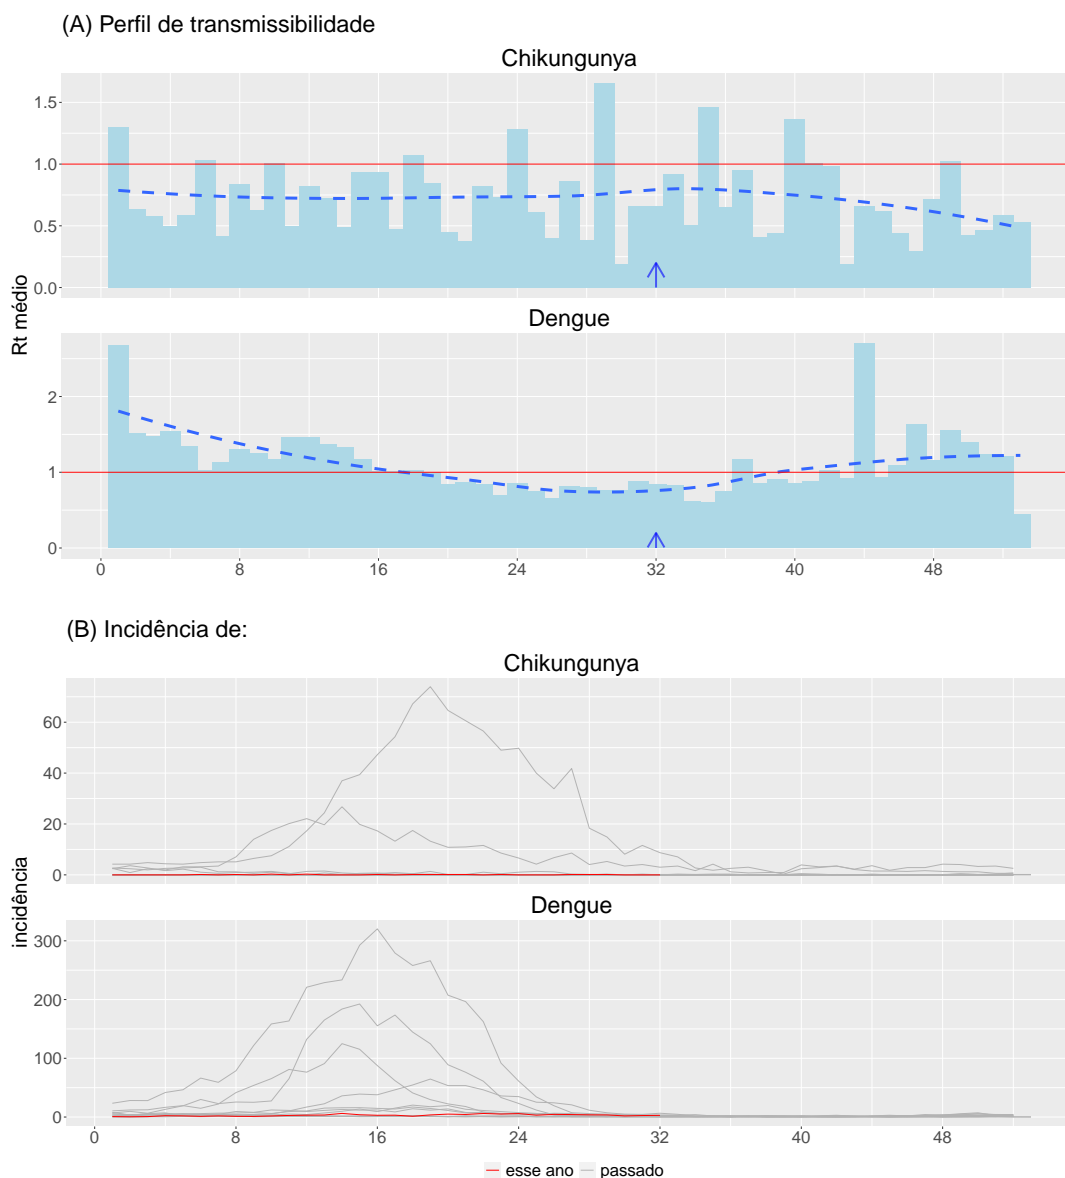 (A) Perfil de transmissibilidade
Chikungunya
1.5
1.0
0.5
0.0
Rt médio
Dengue
2
1
0
0 8 16 24 32 40 48
(B) Incidência de:
Chikungunya
60
40
20
0
incidência
Dengue
300
200
100
0
0 8 16 24 32 40 48
esse ano passado